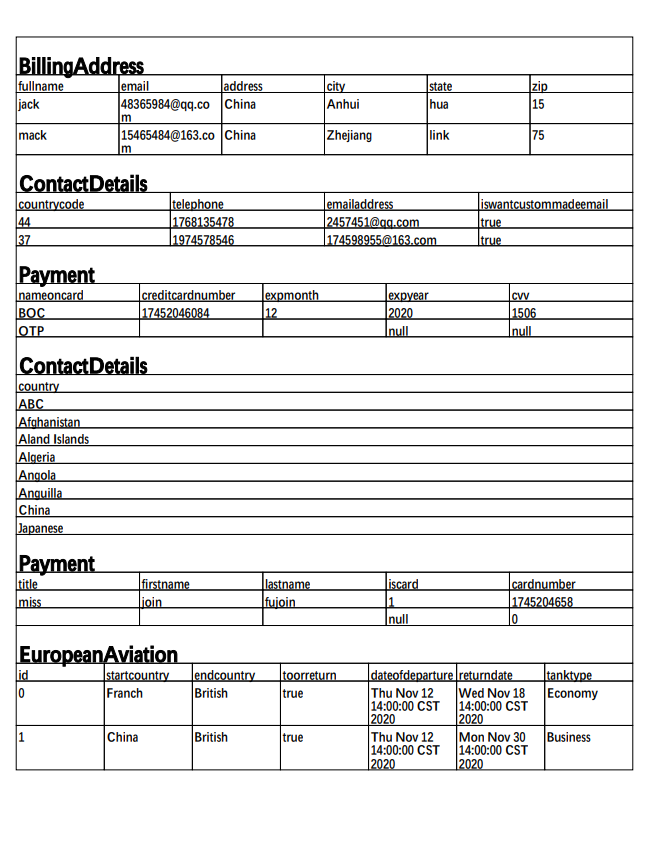 BillingAddress
fullname email address city state zip
jack 48365984@qq.co China Anhui hua 15
m
mack 15465484@163.co China Zhejiang link 75
m
ContactDetails
countrycode telephone emailaddress iswantcustommadeemail
44 1768135478 2457451@qq.com true
37 1974578546 174598955@163.com true
Payment
nameoncard creditcardnumber expmonth expyear cvv
BOC 17452046084 12 2020 1506
OTP null null
ContactDetails
country
ABC
Afghanistan
Aland Islands
Algeria
Angola
Anguilla
China
Japanese
Payment
title firstname lastname iscard cardnumber
miss join fujoin 1 1745204658
null 0
EuropeanAviation
id startcountry endcountry toorreturn dateofdeparture returndate tanktype
0 Franch British true Thu Nov 12 Wed Nov 18 Economy
14:00:00 CST 14:00:00 CST
2020 2020
1 China British true Thu Nov 12 Mon Nov 30 Business
14:00:00 CST 14:00:00 CST
2020 2020